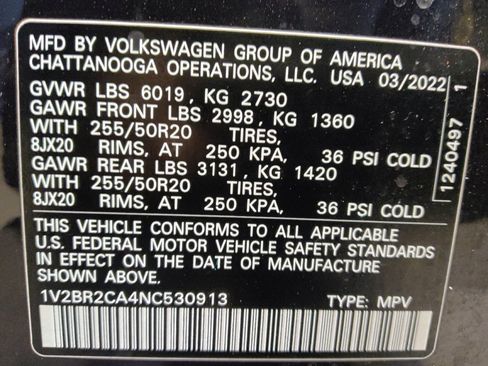 MFD BY VOLKSWAGEN GROUP OF AMERICA
CHATTANOOGA OPERATIONS, LLC. USA 03/2022
GVWR LBS 6019, KG 2730
GAWR FRONT LBS 2998, KG 1360
WITH 255/50R20 TIRES,
8JX20 RIMS, AT 250 KPA, 36 PSI COLD
GAWR REAR LBS 3131, KG 1420
WITH 255/50R20 TIRES,
8JX20 RIMS, AT 250 KPA, 36 PSI COLD
THIS VEHICLE CONFORMS TO ALL APPLICABLE
U.S. FEDERAL MOTOR VEHICLE SAFETY STANDARDS
IN EFFECT ON THE DATE OF MANUFACTURE
SHOWN ABOVE.
1V2BR2CA4NC530913 TYPE: MPV
1240497 1